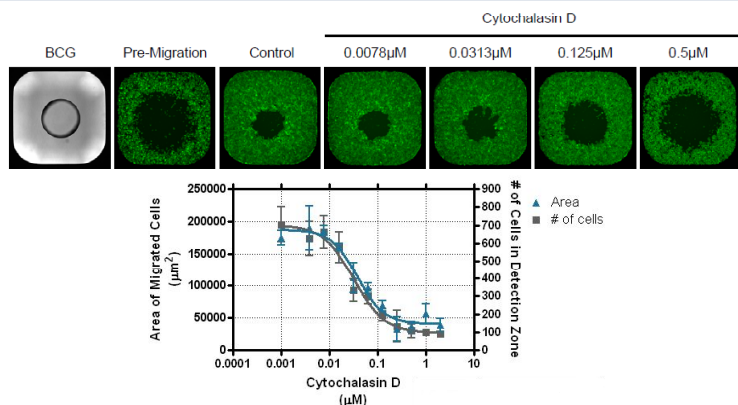 Cytochalasin D
BCG Pre-Migration Control 0.0078µM 0.0313µM 0.125µM 0.5µM
Area of Migrated Cells
(µm²)
250000
200000
150000
100000
50000
0
900
800
700
600
500
400
300
200
100
0
# of Cells in Detection Zone
Area
# of cells
0.0001 0.001 0.01 0.1 1 10
Cytochalasin D
(µM)